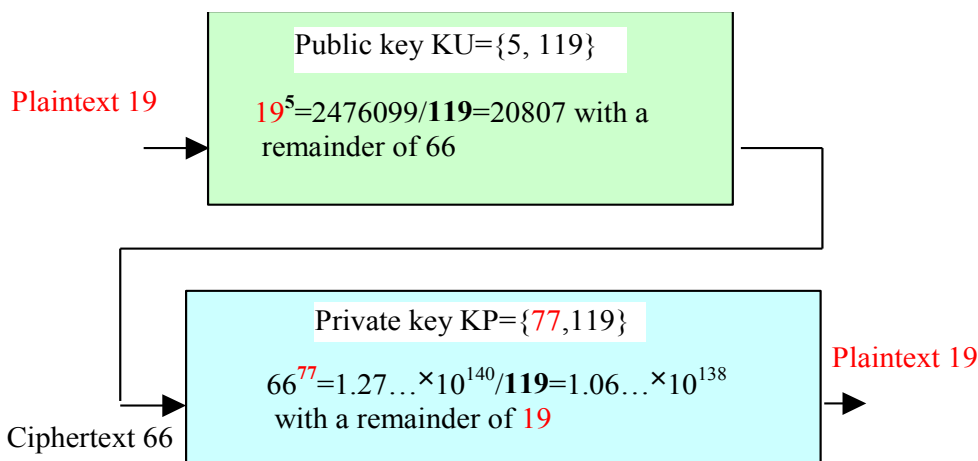 Public key KU={5, 119}
Plaintext 19
19⁵=2476099/119=20807 with a
remainder of 66
Private key KP={77,119}
66⁷⁷=1.27…×10¹⁴⁰/119=1.06…×10¹³⁸
with a remainder of 19
Plaintext 19
Ciphertext 66